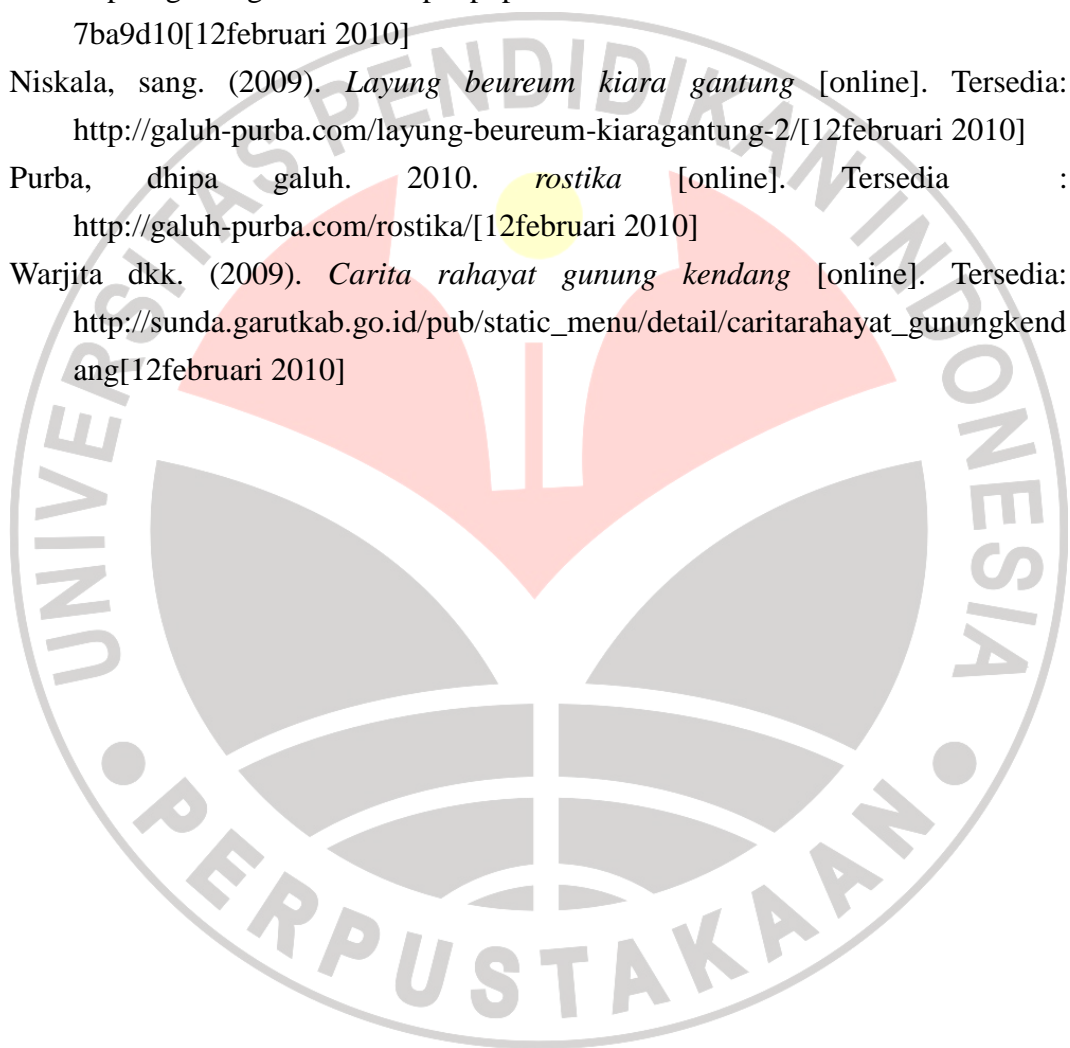 7ba9d10[12februari 2010]
Niskala, sang. (2009). Layung beureum kiara gantung [online]. Tersedia:
http://galuh-purba.com/layung-beureum-kiaragantung-2/[12februari 2010]
Purba, dhipa galuh. 2010. rostika [online]. Tersedia :
http://galuh-purba.com/rostika/[12februari 2010]
Warjita dkk. (2009). Carita rahayat gunung kendang [online]. Tersedia:
http://sunda.garutkab.go.id/pub/static_menu/detail/caritarahayat_gunungkend
ang[12februari 2010]
UNIVERSITAS PENDIDIKAN INDONESIA
PERPUSTAKAAN